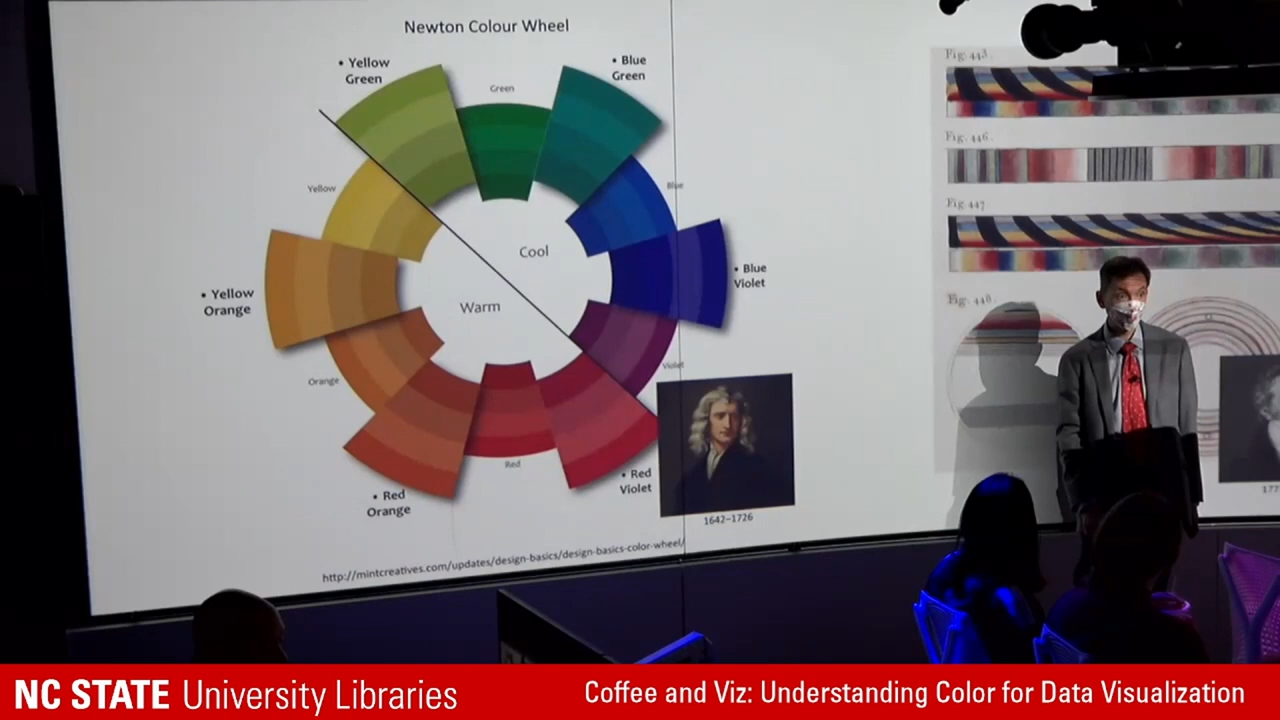 Newton Colour Wheel
• Yellow
Green
• Blue
Green
Green
Yellow
Blue
Cool
Warm
• Yellow
Orange
• Blue
Violet
Orange
Violet
Red
• Red
Orange
• Red
Violet
1642–1726
http://mintcreatives.com/updates/design-basics/design-basics-color-wheel/
Fig. 443.
Fig. 446.
Fig. 447.
Fig. 448.
177
NC STATE University Libraries
Coffee and Viz: Understanding Color for Data Visualization